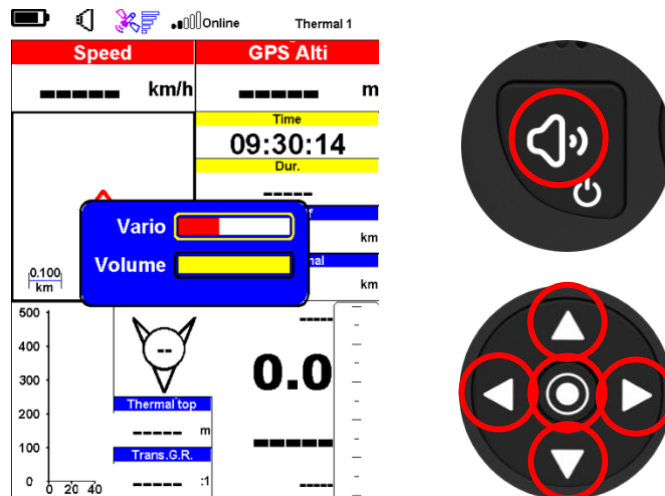 Online Thermal 1
Speed GPS Alti
----- km/h ----- m
Time
09:30:14
Dur.
-----
Vario
km
Volume
nal
0.100
km
km
500
400
300
200
100
0 20 40
--
Thermal top
----- m
Trans.G.R.
----- :1
-----
0.0
-----
-----